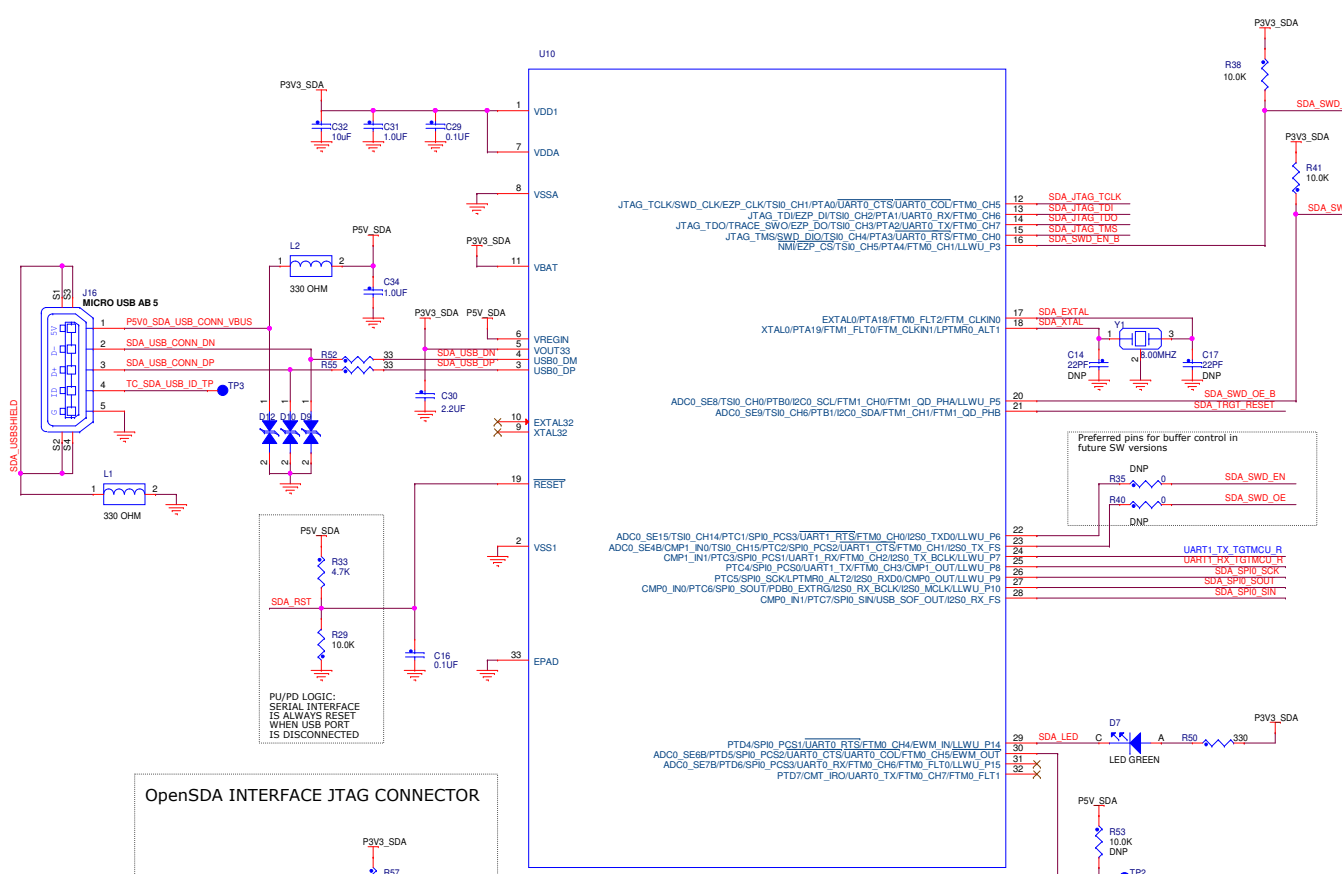 P3V3_SDA
U10
R38
10.0K
P3V3_SDA
SDA_SWD_
C32
10uF
C31
1.0UF
C29
0.1UF
1
VDD1
7
VDDA
P3V3_SDA
R41
10.0K
SDA_SW
8
VSSA
JTAG_TCLK/SWD_CLK/EZP_CLK/TSI0_CH1/PTA0/UART0_CTS/UART0_COL/FTM0_CH5
12
SDA_JTAG_TCLK
JTAG_TDI/EZP_DI/TSI0_CH2/PTA1/UART0_RX/FTM0_CH6
13
SDA_JTAG_TDI
JTAG_TDO/TRACE_SWO/EZP_DO/TSI0_CH3/PTA2/UART0_TX/FTM0_CH7
14
SDA_JTAG_TDO
JTAG_TMS/SWD_DIO/TSI0_CH4/PTA3/UART0_RTS/FTM0_CH0
15
SDA_JTAG_TMS
NMI/EZP_CS/TSI0_CH5/PTA4/FTM0_CH1/LLWU_P3
16
SDA_SWD_EN_B
P5V_SDA
P3V3_SDA
L2
1
2
330 OHM
11
VBAT
C34
1.0UF
J16
MICRO USB AB 5
S1
S3
5V
D-
D+
ID
G
S2
S4
SDA_USBSHIELD
1
P5V0_SDA_USB_CONN_VBUS
2
SDA_USB_CONN_DN
3
SDA_USB_CONN_DP
4
TC_SDA_USB_ID_TP
TP3
5
P3V3_SDA
P5V_SDA
6
VREGIN
5
VOUT33
R52
33
SDA_USB_DN
4
USB0_DM
R55
33
SDA_USB_DP
3
USB0_DP
C30
2.2UF
EXTAL0/PTA18/FTM0_FLT2/FTM_CLKIN0
17
SDA_EXTAL
XTAL0/PTA19/FTM1_FLT0/FTM_CLKIN1/LPTMR0_ALT1
18
SDA_XTAL
Y1
1
3
2
8.00MHZ
C14
22PF
DNP
C17
22PF
DNP
D12
D10
D9
1
1
1
2
2
2
10
EXTAL32
9
XTAL32
ADC0_SE8/TSI0_CH0/PTB0/I2C0_SCL/FTM1_CH0/FTM1_QD_PHA/LLWU_P5
20
SDA_SWD_OE_B
ADC0_SE9/TSI0_CH6/PTB1/I2C0_SDA/FTM1_CH1/FTM1_QD_PHB
21
SDA_TRGT_RESET
Preferred pins for buffer control in
future SW versions
DNP
R35
0
SDA_SWD_EN
R40
0
SDA_SWD_OE
DNP
L1
1
2
330 OHM
19
RESET
P5V_SDA
R33
4.7K
SDA_RST
R29
10.0K
PU/PD LOGIC:
SERIAL INTERFACE
IS ALWAYS RESET
WHEN USB PORT
IS DISCONNECTED
C16
0.1UF
2
VSS1
33
EPAD
ADC0_SE15/TSI0_CH14/PTC1/SPI0_PCS3/UART1_RTS/FTM0_CH0/I2S0_TXD0/LLWU_P6
22
ADC0_SE4B/CMP1_IN0/TSI0_CH15/PTC2/SPI0_PCS2/UART1_CTS/FTM0_CH1/I2S0_TX_FS
23
CMP1_IN1/PTC3/SPI0_PCS1/UART1_RX/FTM0_CH2/I2S0_TX_BCLK/LLWU_P7
24
UART1_TX_TGTMCU_R
PTC4/SPI0_PCS0/UART1_TX/FTM0_CH3/CMP1_OUT/LLWU_P8
25
UART1_RX_TGTMCU_R
PTC5/SPI0_SCK/LPTMR0_ALT2/I2S0_RXD0/CMP0_OUT/LLWU_P9
26
SDA_SPI0_SCK
CMP0_IN0/PTC6/SPI0_SOUT/PDB0_EXTRG/I2S0_RX_BCLK/I2S0_MCLK/LLWU_P10
27
SDA_SPI0_SOUT
CMP0_IN1/PTC7/SPI0_SIN/USB_SOF_OUT/I2S0_RX_FS
28
SDA_SPI0_SIN
PTD4/SPI0_PCS1/UART0_RTS/FTM0_CH4/EWM_IN/LLWU_P14
29
SDA_LED
ADC0_SE6B/PTD5/SPI0_PCS2/UART0_CTS/UART0_COL/FTM0_CH5/EWM_OUT
30
ADC0_SE7B/PTD6/SPI0_PCS3/UART0_RX/FTM0_CH6/FTM0_FLT0/LLWU_P15
31
PTD7/CMT_IRO/UART0_TX/FTM0_CH7/FTM0_FLT1
32
D7
C
A
LED GREEN
R50
330
P3V3_SDA
P5V_SDA
R53
10.0K
DNP
TP2
OpenSDA INTERFACE JTAG CONNECTOR
P3V3_SDA
R57